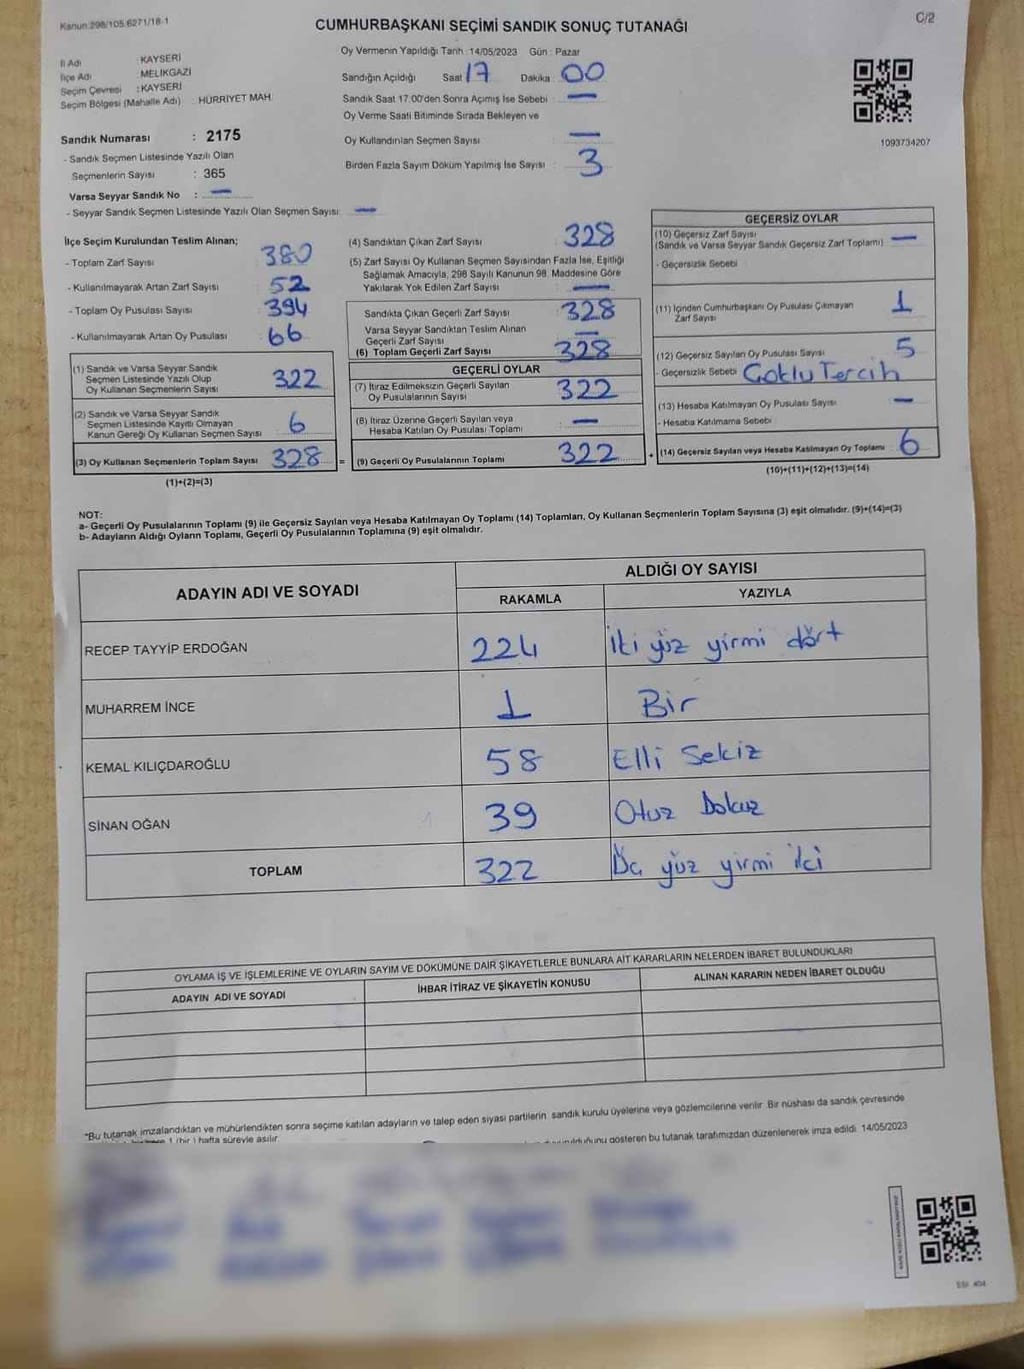 Kanun:298/105.6271/18-1
CUMHURBAŞKANI SEÇİMİ SANDIK SONUÇ TUTANAĞI
C/2
İl Adı : KAYSERİ
İlçe Adı : MELİKGAZİ
Seçim Çevresi : KAYSERİ
Seçim Bölgesi (Mahalle Adı) : HÜRRİYET MAH.
Sandık Numarası : 2175
- Sandık Seçmen Listesinde Yazılı Olan
Seçmenlerin Sayısı : 365
Varsa Seyyar Sandık No : —
- Seyyar Sandık Seçmen Listesinde Yazılı Olan Seçmen Sayısı : —
Oy Vermenin Yapıldığı Tarih : 14/05/2023 Gün : Pazar
Sandığın Açıldığı Saat : 17 Dakika : 00
Sandık Saat 17.00'den Sonra Açımış İse Sebebi : —
Oy Verme Saati Bitiminde Sırada Bekleyen ve
Oy Kullandırılan Seçmen Sayısı : —
Birden Fazla Sayım Döküm Yapılmış İse Sayısı : 3
1093734207
İlçe Seçim Kurulundan Teslim Alınan;
- Toplam Zarf Sayısı 380
- Kullanılmayarak Artan Zarf Sayısı 52
- Toplam Oy Pusulası Sayısı 394
- Kullanılmayarak Artan Oy Pusulası 66
(1) Sandık ve Varsa Seyyar Sandık
Seçmen Listesinde Yazılı Olup
Oy Kullanan Seçmenlerin Sayısı 322
(2) Sandık ve Varsa Seyyar Sandık
Seçmen Listesinde Kayıtlı Olmayan
Kanun Gereği Oy Kullanan Seçmen Sayısı 6
(3) Oy Kullanan Seçmenlerin Toplam Sayısı 328
(1)+(2)=(3)
(4) Sandıktan Çıkan Zarf Sayısı 328
(5) Zarf Sayısı Oy Kullanan Seçmen Sayısından Fazla İse, Eşitliği
Sağlamak Amacıyla, 298 Sayılı Kanunun 98. Maddesine Göre
Yakılarak Yok Edilen Zarf Sayısı —
Sandıkta Çıkan Geçerli Zarf Sayısı 328
Varsa Seyyar Sandıktan Teslim Alınan
Geçerli Zarf Sayısı —
(6) Toplam Geçerli Zarf Sayısı 328
GEÇERLİ OYLAR
(7) İtiraz Edilmeksizin Geçerli Sayılan
Oy Pusulalarının Sayısı 322
(8) İtiraz Üzerine Geçerli Sayılan veya
Hesaba Katılan Oy Pusulası Toplamı —
= (9) Geçerli Oy Pusulalarının Toplamı 322
GEÇERSİZ OYLAR
(10) Geçersiz Zarf Sayısı
(Sandık ve Varsa Seyyar Sandık Geçersiz Zarf Toplamı) —
- Geçersizlik Sebebi
(11) İçinden Cumhurbaşkanı Oy Pusulası Çıkmayan
Zarf Sayısı 1
(12) Geçersiz Sayılan Oy Pusulası Sayısı 5
- Geçersizlik Sebebi Çoklu Tercih
(13) Hesaba Katılmayan Oy Pusulası Sayısı —
- Hesaba Katılmama Sebebi
+ (14) Geçersiz Sayılan veya Hesaba Katılmayan Oy Toplamı 6
(10)+(11)+(12)+(13)=(14)
NOT:
a- Geçerli Oy Pusulalarının Toplamı (9) ile Geçersiz Sayılan veya Hesaba Katılmayan Oy Toplamı (14) Toplamları, Oy Kullanan Seçmenlerin Toplam Sayısına (3) eşit olmalıdır. (9)+(14)=(3)
b- Adayların Aldığı Oyların Toplamı, Geçerli Oy Pusulalarının Toplamına (9) eşit olmalıdır.
ADAYIN ADI VE SOYADI
ALDIĞI OY SAYISI
RAKAMLA YAZIYLA
RECEP TAYYİP ERDOĞAN 224 İki yüz yirmi dört
MUHARREM İNCE 1 Bir
KEMAL KILIÇDAROĞLU 58 Elli Sekiz
SİNAN OĞAN 39 Otuz Dokuz
TOPLAM 322 Üç yüz yirmi iki
OYLAMA İŞ VE İŞLEMLERİNE VE OYLARIN SAYIM VE DÖKÜMÜNE DAİR ŞİKAYETLERLE BUNLARA AİT KARARLARIN NELERDEN İBARET BULUNDUKLARI
ADAYIN ADI VE SOYADI İHBAR İTİRAZ VE ŞİKAYETİN KONUSU ALINAN KARARIN NEDEN İBARET OLDUĞU
*Bu tutanak imzalandıktan ve mühürlendikten sonra seçime katılan adayların ve talep eden siyasi partilerin sandık kurulu üyelerine veya gözlemcilerine verilir. Bir nüshası da sandık çevresinde
1 (bir) hafta süreyle asılır.
gösteren bu tutanak tarafımızdan düzenlenerek imza edildi. 14/05/2023